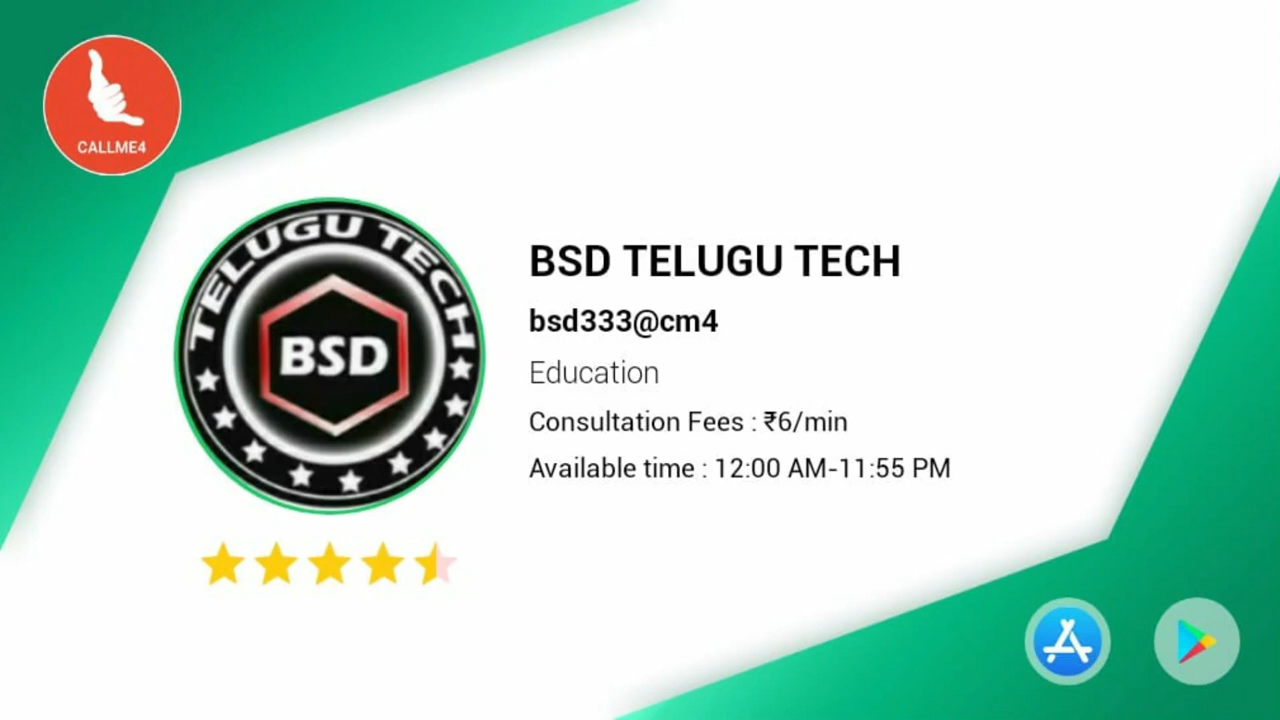 CALLME4
TELUGU TECH
BSD
BSD TELUGU TECH
bsd333@cm4
Education
Consultation Fees : ₹6/min
Available time : 12:00 AM-11:55 PM